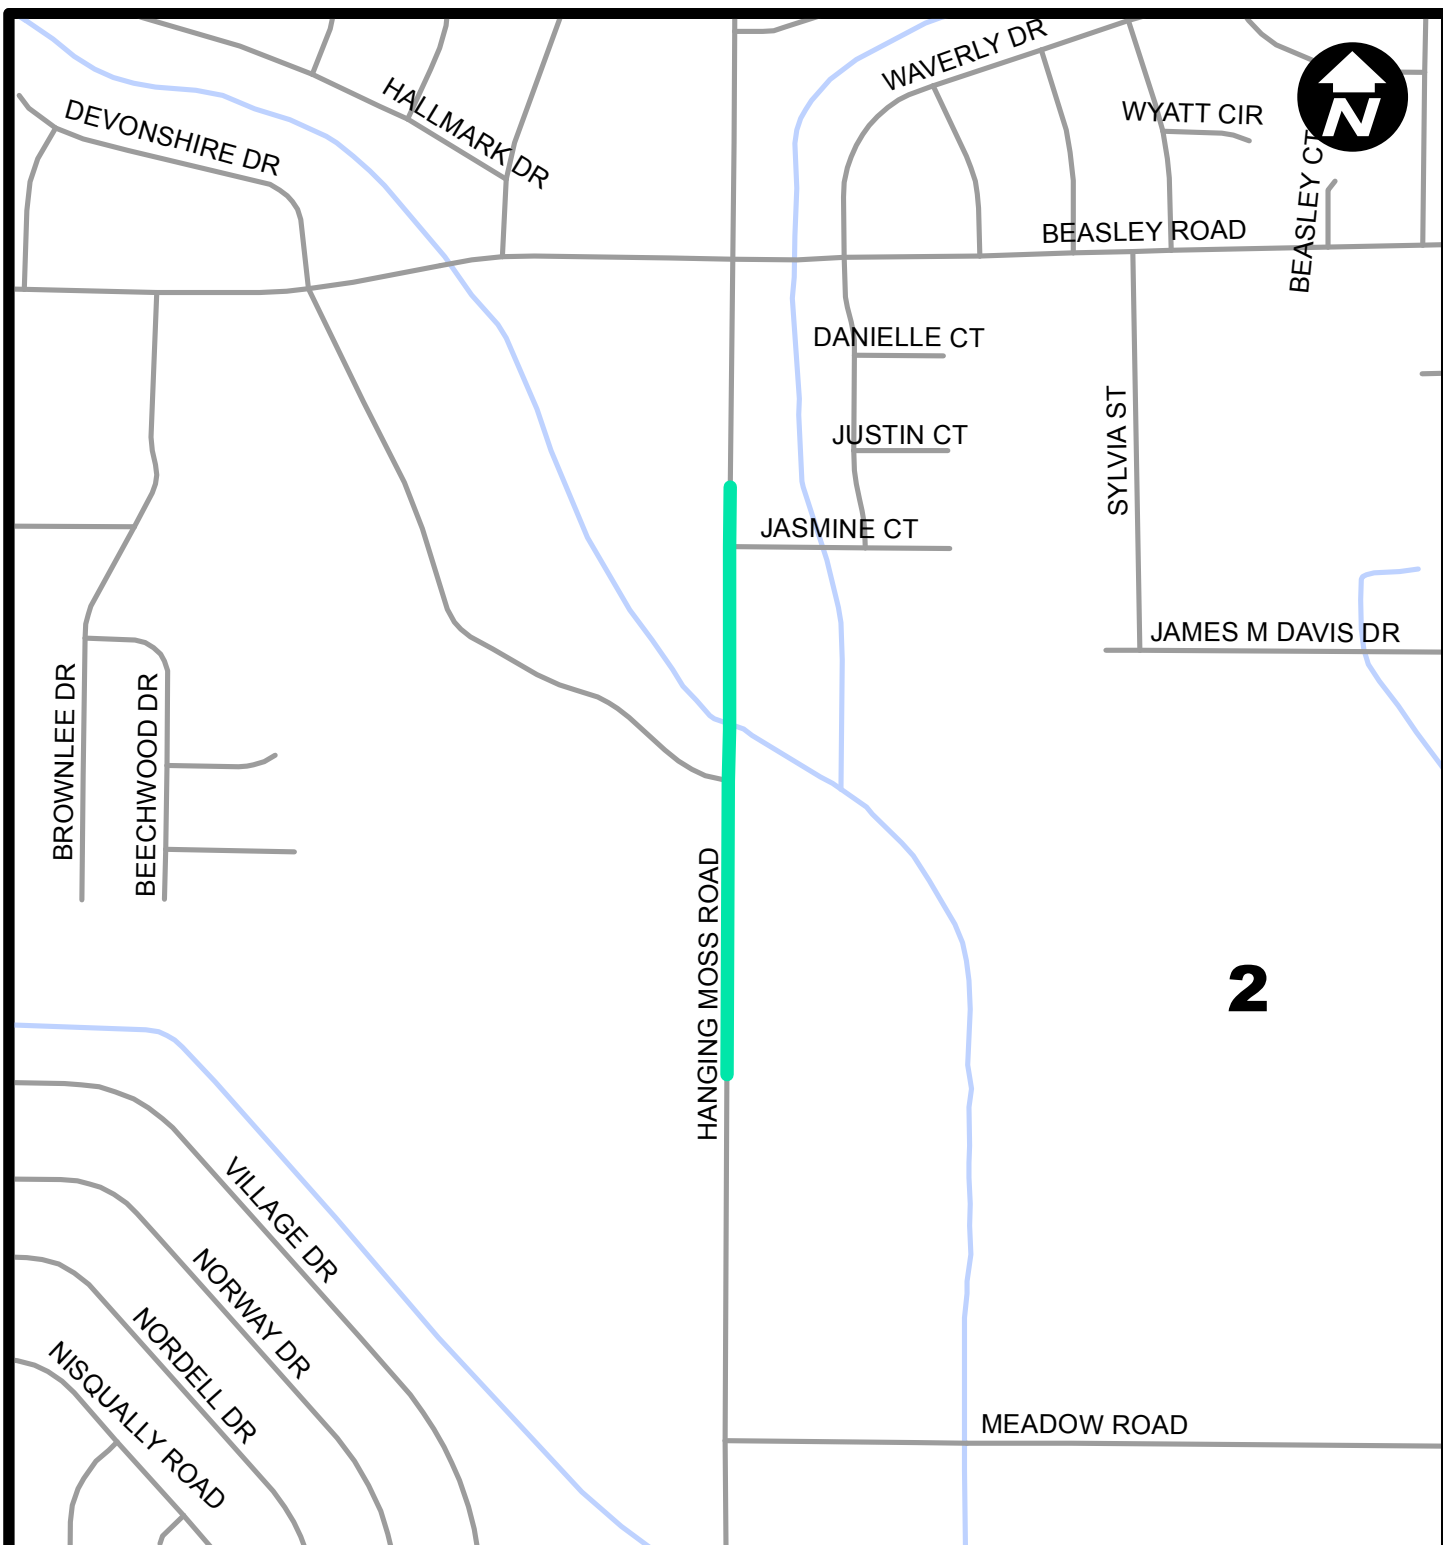 WAVERLY DR
HALLMARK DR
DEVONSHIRE DR
WYATT CIR
N
BEASLEY CT
BEASLEY ROAD
DANIELLE CT
JUSTIN CT
SYLVIA ST
JASMINE CT
JAMES M DAVIS DR
BROWNLEE DR
BEECHWOOD DR
HANGING MOSS ROAD
2
VILLAGE DR
NORWAY DR
NORDELL DR
NISQUALLY ROAD
MEADOW ROAD